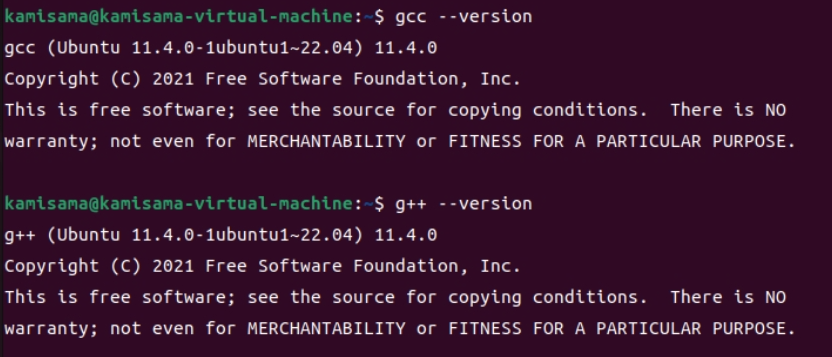 kamisama@kamisama-virtual-machine:~$ gcc --version
gcc (Ubuntu 11.4.0-1ubuntu1~22.04) 11.4.0
Copyright (C) 2021 Free Software Foundation, Inc.
This is free software; see the source for copying conditions.  There is NO
warranty; not even for MERCHANTABILITY or FITNESS FOR A PARTICULAR PURPOSE.
kamisama@kamisama-virtual-machine:~$ g++ --version
g++ (Ubuntu 11.4.0-1ubuntu1~22.04) 11.4.0
Copyright (C) 2021 Free Software Foundation, Inc.
This is free software; see the source for copying conditions.  There is NO
warranty; not even for MERCHANTABILITY or FITNESS FOR A PARTICULAR PURPOSE.